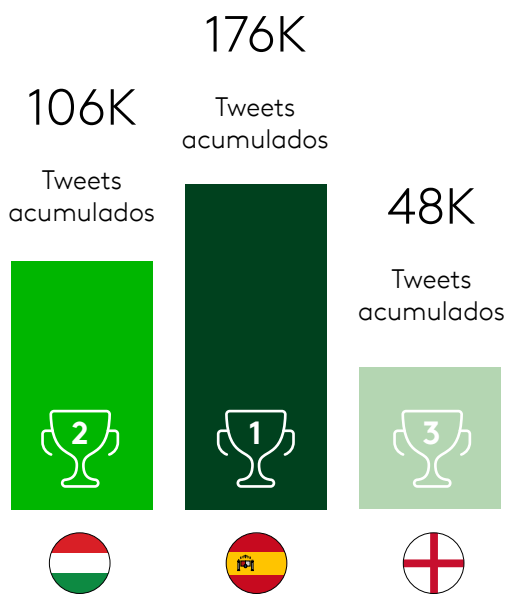 176K
Tweets
acumulados
106K
Tweets
acumulados
48K
Tweets
acumulados
2
1
3